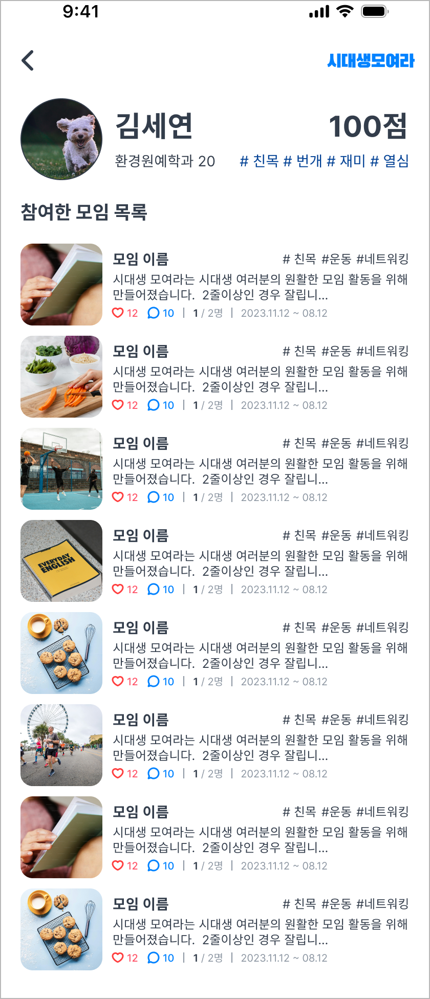 9:41
시대생모여라
김세연 100점
환경원예학과 20 # 친목 # 번개 # 재미 # 열심
참여한 모임 목록
모임 이름 # 친목 #운동 #네트워킹
시대생 모여라는 시대생 여러분의 원활한 모임 활동을 위해
만들어졌습니다. 2줄이상인 경우 잘립니...
12 10 | 1 / 2명 | 2023.11.12 ~ 08.12
모임 이름 # 친목 #운동 #네트워킹
시대생 모여라는 시대생 여러분의 원활한 모임 활동을 위해
만들어졌습니다. 2줄이상인 경우 잘립니...
12 10 | 1 / 2명 | 2023.11.12 ~ 08.12
모임 이름 # 친목 #운동 #네트워킹
시대생 모여라는 시대생 여러분의 원활한 모임 활동을 위해
만들어졌습니다. 2줄이상인 경우 잘립니...
12 10 | 1 / 2명 | 2023.11.12 ~ 08.12
EVERYDAY
ENGLISH
모임 이름 # 친목 #운동 #네트워킹
시대생 모여라는 시대생 여러분의 원활한 모임 활동을 위해
만들어졌습니다. 2줄이상인 경우 잘립니...
12 10 | 1 / 2명 | 2023.11.12 ~ 08.12
모임 이름 # 친목 #운동 #네트워킹
시대생 모여라는 시대생 여러분의 원활한 모임 활동을 위해
만들어졌습니다. 2줄이상인 경우 잘립니...
12 10 | 1 / 2명 | 2023.11.12 ~ 08.12
모임 이름 # 친목 #운동 #네트워킹
시대생 모여라는 시대생 여러분의 원활한 모임 활동을 위해
만들어졌습니다. 2줄이상인 경우 잘립니...
12 10 | 1 / 2명 | 2023.11.12 ~ 08.12
모임 이름 # 친목 #운동 #네트워킹
시대생 모여라는 시대생 여러분의 원활한 모임 활동을 위해
만들어졌습니다. 2줄이상인 경우 잘립니...
12 10 | 1 / 2명 | 2023.11.12 ~ 08.12
모임 이름 # 친목 #운동 #네트워킹
시대생 모여라는 시대생 여러분의 원활한 모임 활동을 위해
만들어졌습니다. 2줄이상인 경우 잘립니...
12 10 | 1 / 2명 | 2023.11.12 ~ 08.12